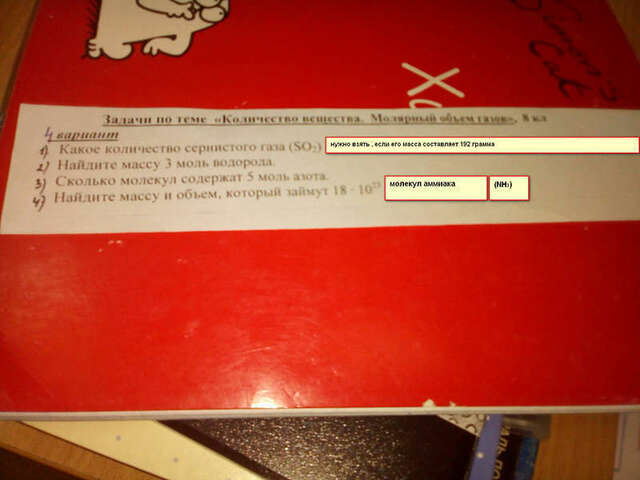 Задачи по теме «Количество вещества. Молярный объем газов», 8 кл
4 вариант
1) Какое количество сернистого газа (SO₂) нужно взять , если его масса составляет 192 грамма
2) Найдите массу 3 моль водорода.
3) Сколько молекул содержат 5 моль азота.
4) Найдите массу и объем, который займут 18 · 10²³ молекул аммиака (NH₃)
Simon's
Cat